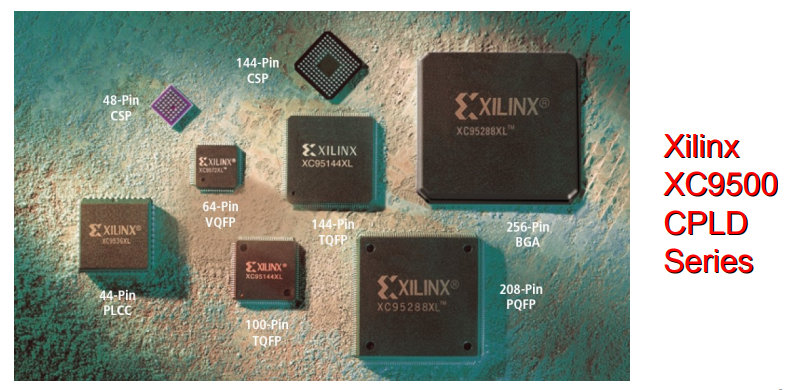 144-Pin
CSP
48-Pin
CSP
XILINX®
XC95288XL™
XILINX®
XC9572XL™
64-Pin
VQFP
XILINX
XC95144XL
144-Pin
TQFP
256-Pin
BGA
XILINX®
XC9536XL
44-Pin
PLCC
XILINX®
XC95144XL
100-Pin
TQFP
XILINX®
XC95288XL™
208-Pin
PQFP
Xilinx
XC9500
CPLD
Series